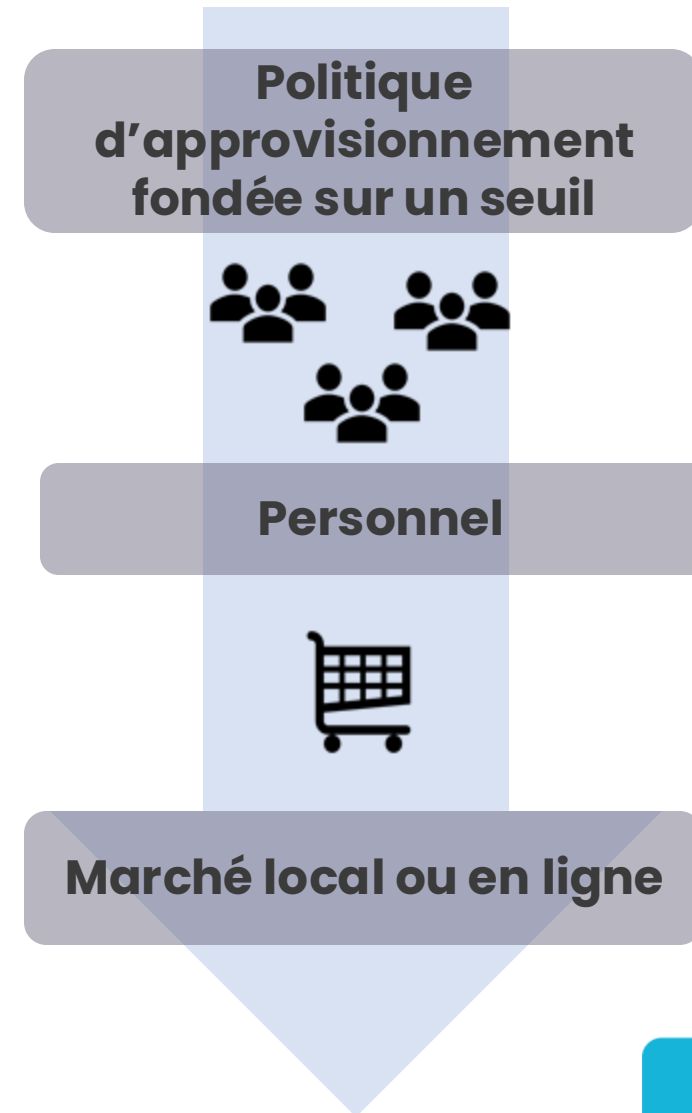 Politique
d’approvisionnement
fondée sur un seuil
Personnel
Marché local ou en ligne